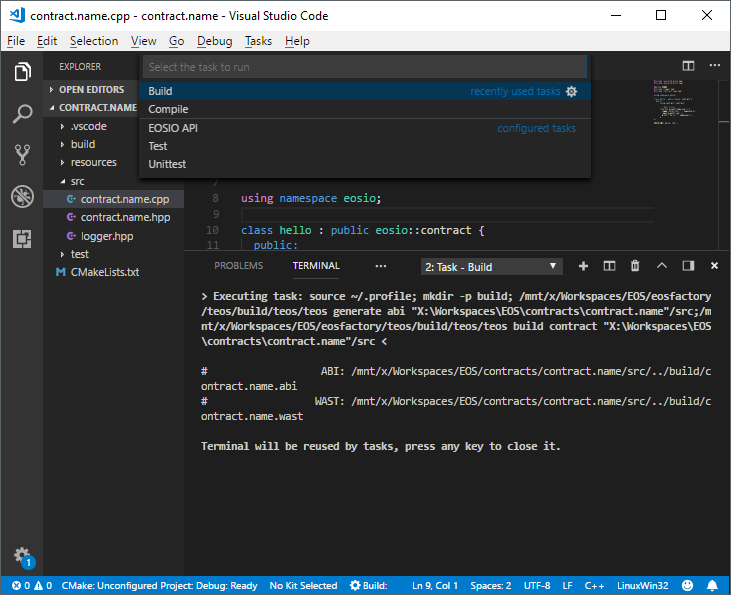 contract.name.cpp - contract.name - Visual Studio Code
File Edit Selection View Go Debug Tasks Help
EXPLORER
OPEN EDITORS
CONTRACT.NAME
.vscode
build
resources
src
contract.name.cpp
contract.name.hpp
logger.hpp
test
CMakeLists.txt
Select the task to run
Build recently used tasks
Compile
EOSIO API configured tasks
Test
Unittest
7
8 using namespace eosio;
9
10 class hello : public eosio::contract {
11 public:
PROBLEMS TERMINAL ··· 2: Task - Build
> Executing task: source ~/.profile; mkdir -p build; /mnt/x/Workspaces/EOS/eosfactory
/teos/build/teos/teos generate abi "X:\Workspaces\EOS\contracts\contract.name"/src;/m
nt/x/Workspaces/EOS/eosfactory/teos/build/teos/teos build contract "X:\Workspaces\EOS
\contracts\contract.name"/src <
# ABI: /mnt/x/Workspaces/EOS/contracts/contract.name/src/../build/c
ontract.name.abi
# WAST: /mnt/x/Workspaces/EOS/contracts/contract.name/src/../build/c
ontract.name.wast
Terminal will be reused by tasks, press any key to close it.
1
0 0 CMake: Unconfigured Project: Debug: Ready No Kit Selected Build: Ln 9, Col 1 Spaces: 2 UTF-8 LF C++ LinuxWin32